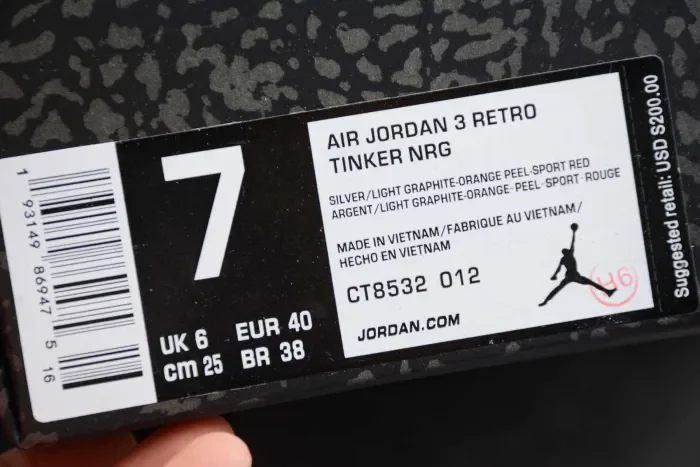 1 93149 86947 5 16
7
UK 6 EUR 40
cm 25 BR 38
AIR JORDAN 3 RETRO
TINKER NRG
SILVER/LIGHT GRAPHITE-ORANGE PEEL-SPORT RED
ARGENT/LIGHT GRAPHITE-ORANGE-PEEL-SPORT-ROUGE
MADE IN VIETNAM/FABRIQUE AU VIETNAM/
HECHO EN VIETNAM
CT8532 012
JORDAN.COM
Suggested retail: USD S200.00